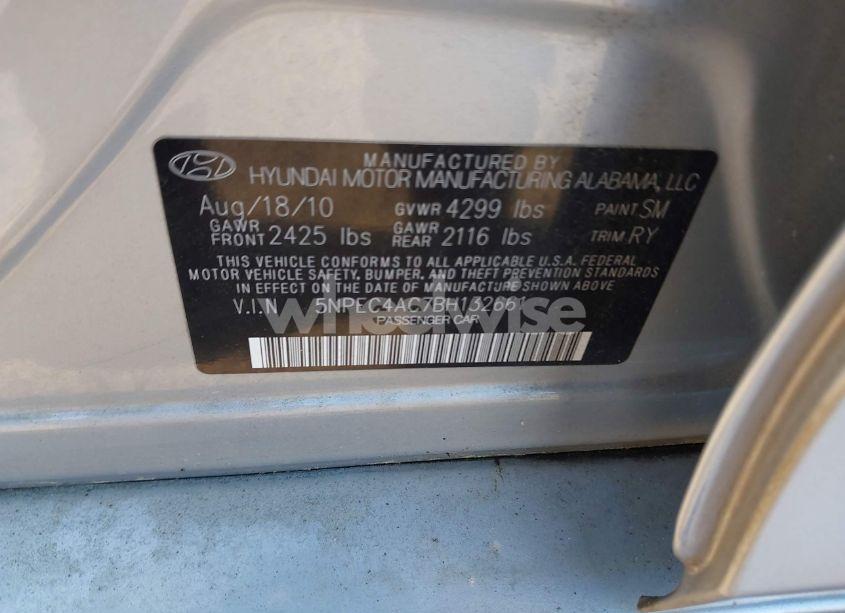 MANUFACTURED BY
HYUNDAI MOTOR MANUFACTURING ALABAMA, LLC
Aug/18/10 GVWR 4299 lbs PAINT SM
GAWR FRONT 2425 lbs GAWR REAR 2116 lbs TRIM RY
THIS VEHICLE CONFORMS TO ALL APPLICABLE U.S.A. FEDERAL
MOTOR VEHICLE SAFETY, BUMPER, AND THEFT PREVENTION STANDARDS
IN EFFECT ON THE DATE OF MANUFACTURE SHOWN ABOVE
V.I.N 5NPEC4AC7BH132661
PASSENGER CAR
wheelwise